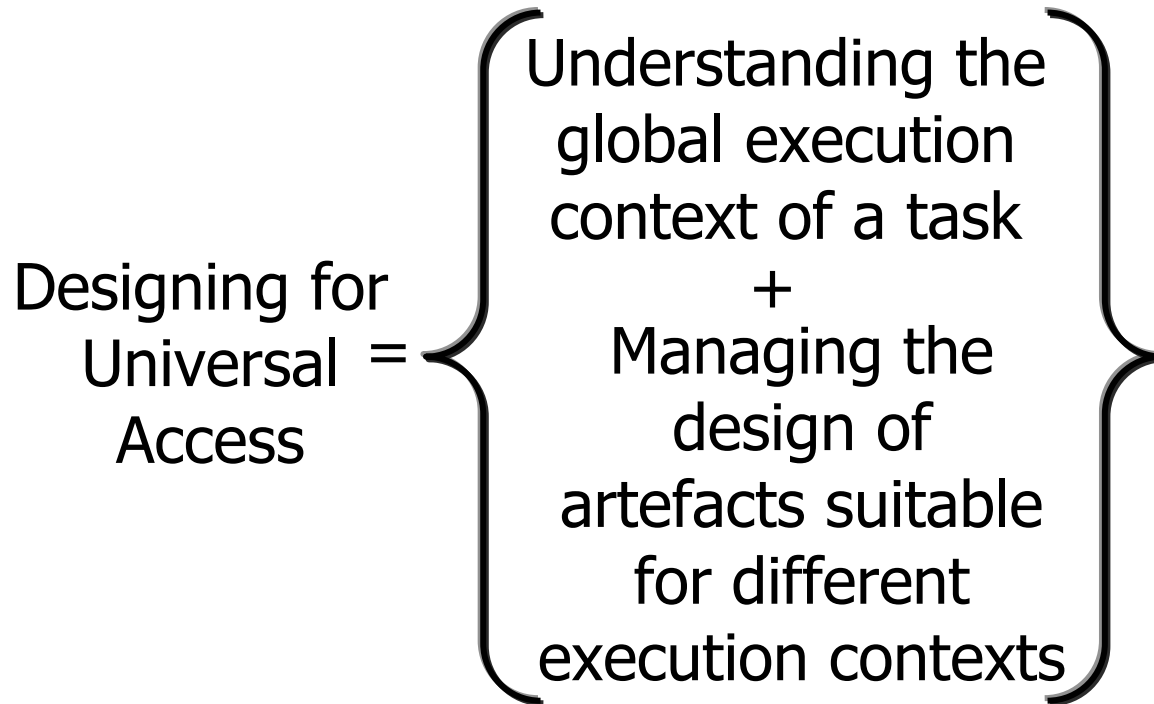 Designing for
Universal
Access
=
Understanding the
global execution
context of a task
+
Managing the
design of
artefacts suitable
for different
execution contexts